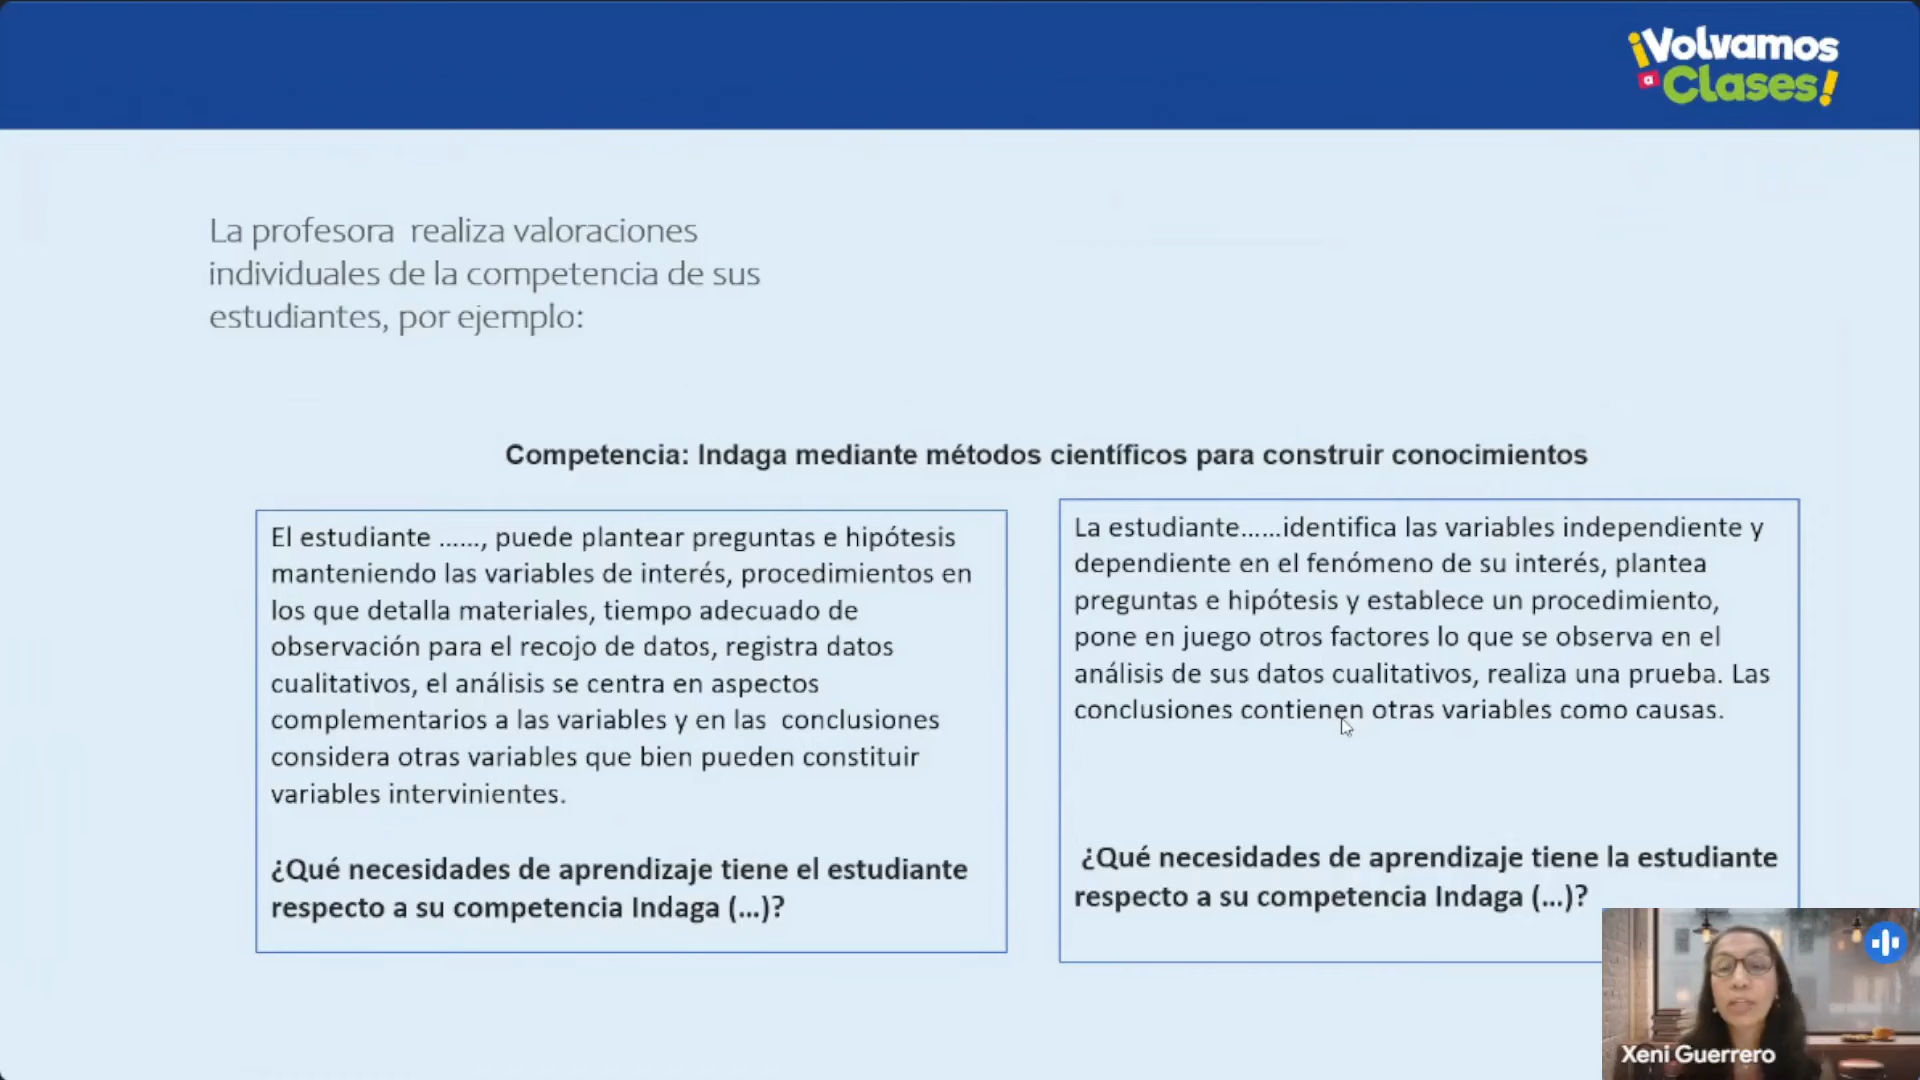 ¡Volvamos
a Clases!
La profesora realiza valoraciones
individuales de la competencia de sus
estudiantes, por ejemplo:
Competencia: Indaga mediante métodos científicos para construir conocimientos
El estudiante ……, puede plantear preguntas e hipótesis
manteniendo las variables de interés, procedimientos en
los que detalla materiales, tiempo adecuado de
observación para el recojo de datos, registra datos
cualitativos, el análisis se centra en aspectos
complementarios a las variables y en las conclusiones
considera otras variables que bien pueden constituir
variables intervinientes.
¿Qué necesidades de aprendizaje tiene el estudiante
respecto a su competencia Indaga (…)?
La estudiante……identifica las variables independiente y
dependiente en el fenómeno de su interés, plantea
preguntas e hipótesis y establece un procedimiento,
pone en juego otros factores lo que se observa en el
análisis de sus datos cualitativos, realiza una prueba. Las
conclusiones contienen otras variables como causas.
¿Qué necesidades de aprendizaje tiene la estudiante
respecto a su competencia Indaga (…)?
Xeni Guerrero